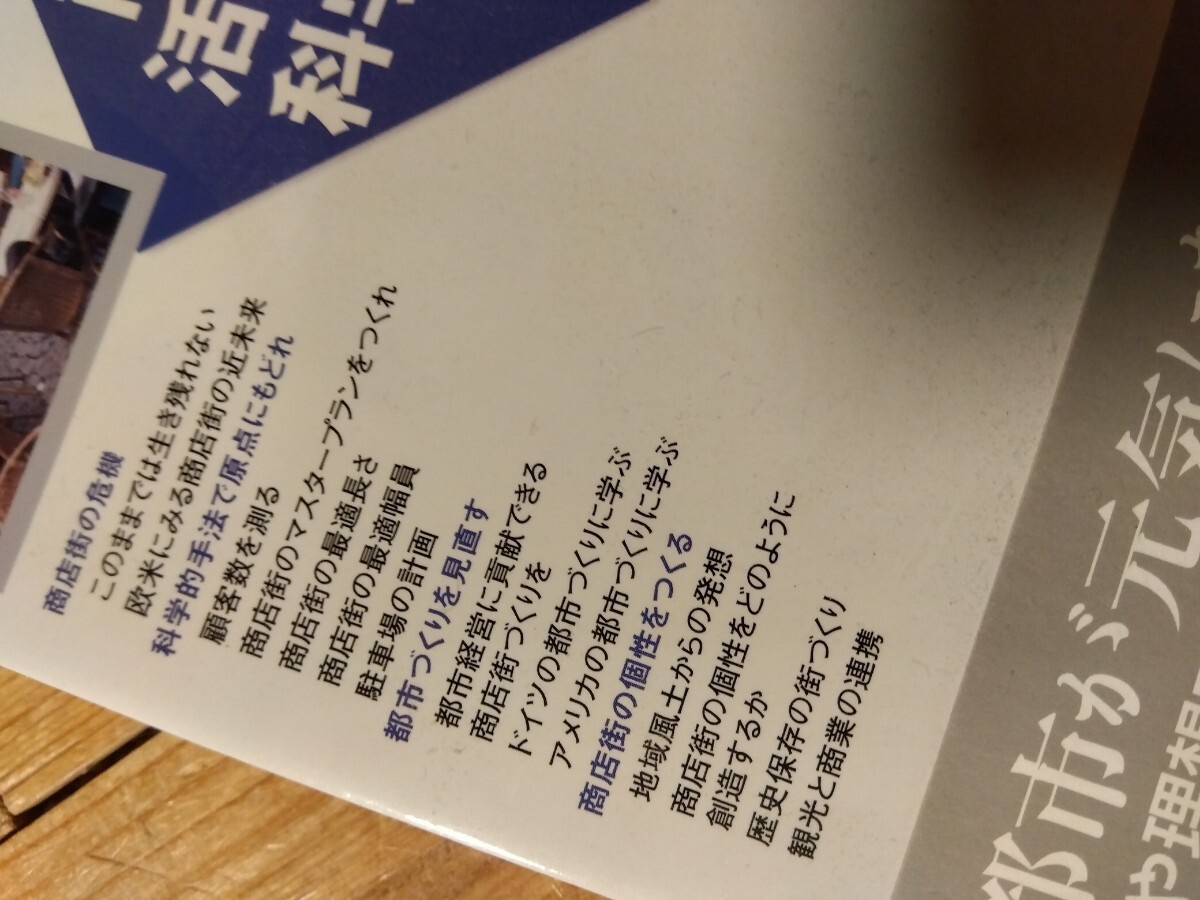 活
科
商店街の危機
このままでは生き残れない
欧米にみる商店街の近未来
科学的手法で原点にもどれ
顧客数を測る
商店街のマスタープランをつくれ
商店街の最適長さ
商店街の最適幅員
駐車場の計画
都市づくりを見直す
都市経営に貢献できる
商店街づくりを
ドイツの都市づくりに学ぶ
アメリカの都市づくりに学ぶ
商店街の個性をつくる
地域風土からの発想
商店街の個性をどのように
創造するか
歴史保存の街づくり
観光と商業の連携
都市が元気に
や理想